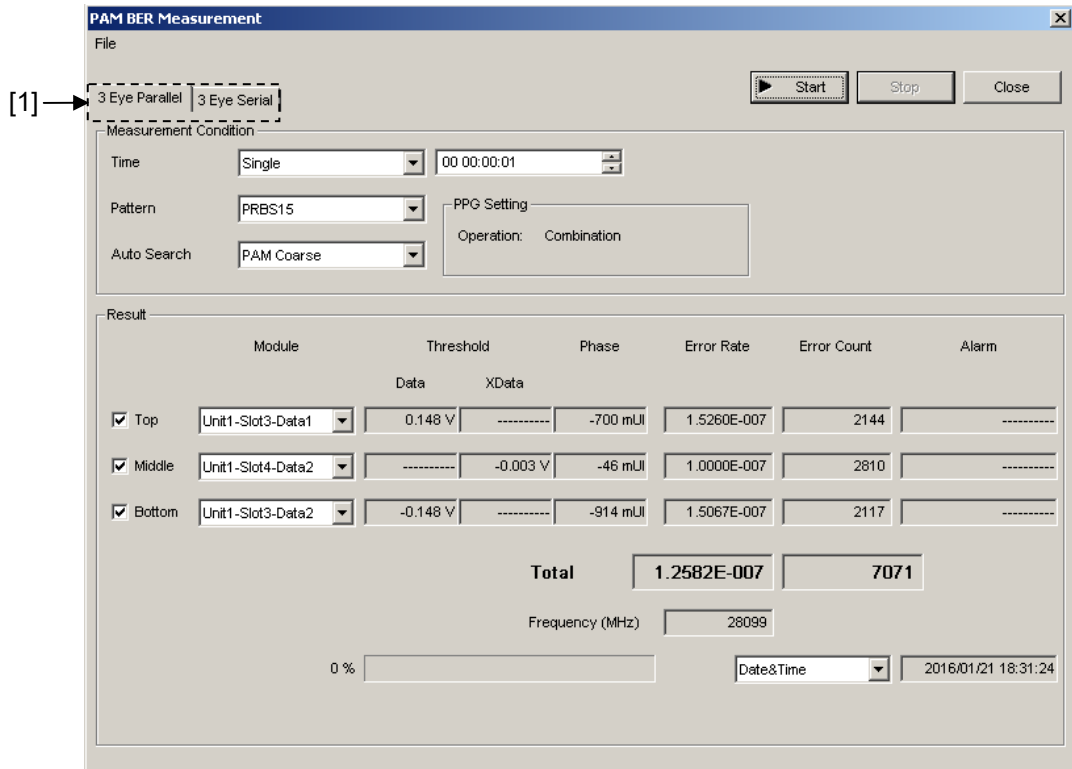 PAM BER Measurement
File
[1]
3 Eye Parallel 3 Eye Serial
Start Stop Close
Measurement Condition
Time Single 00 00:00:01
Pattern PRBS15 PPG Setting
Operation: Combination
Auto Search PAM Coarse
Result
Module Threshold Phase Error Rate Error Count Alarm
Data XData
Top Unit1-Slot3-Data1 0.148 V ---------- -700 mUI 1.5260E-007 2144 ----------
Middle Unit1-Slot4-Data2 ---------- -0.003 V -46 mUI 1.0000E-007 2810 ----------
Bottom Unit1-Slot3-Data2 -0.148 V ---------- -914 mUI 1.5067E-007 2117 ----------
Total 1.2582E-007 7071
Frequency (MHz) 28099
0 % Date&Time 2016/01/21 18:31:24